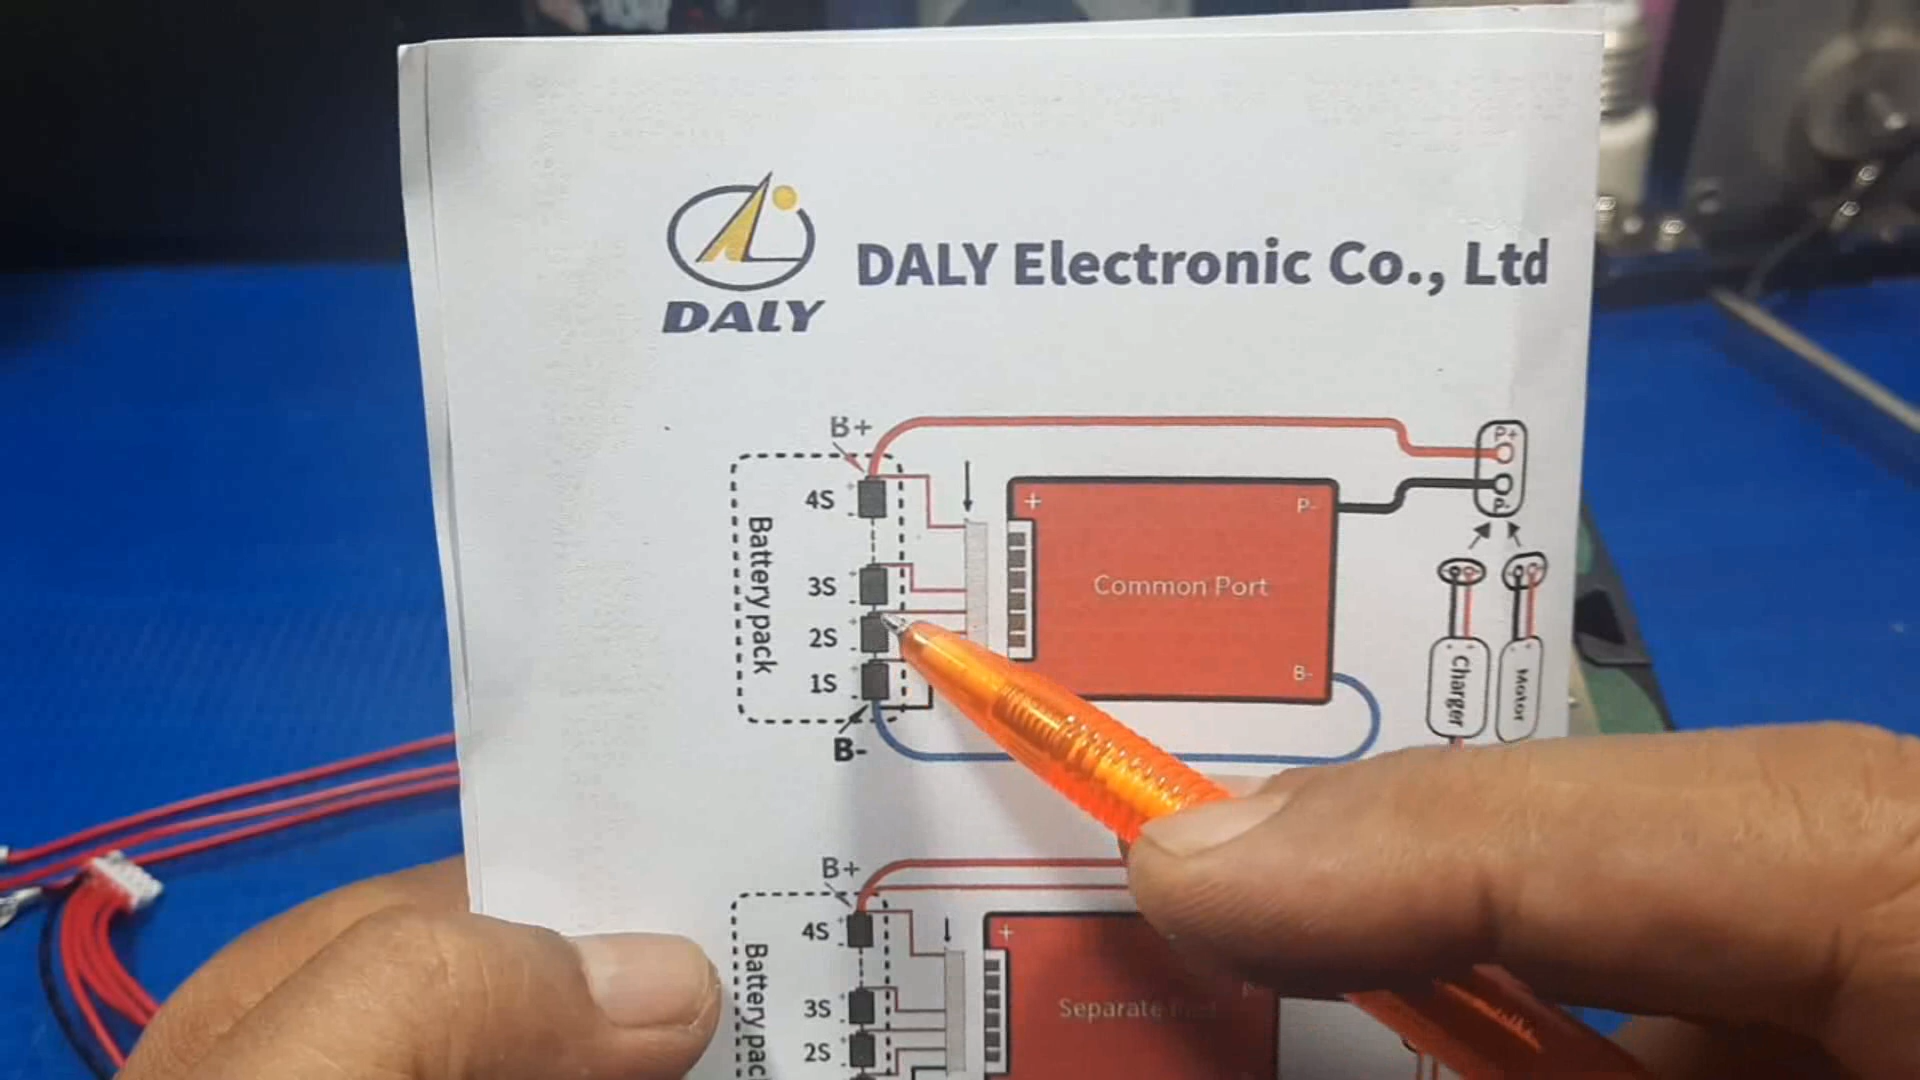 DALY
DALY Electronic Co., Ltd
B+
P+
P-
4S
+
P-
Battery pack
Common Port
3S
2S
1S
B-
Charger
Motor
B-
B+
4S
+
Battery pack
Separate
3S
2S